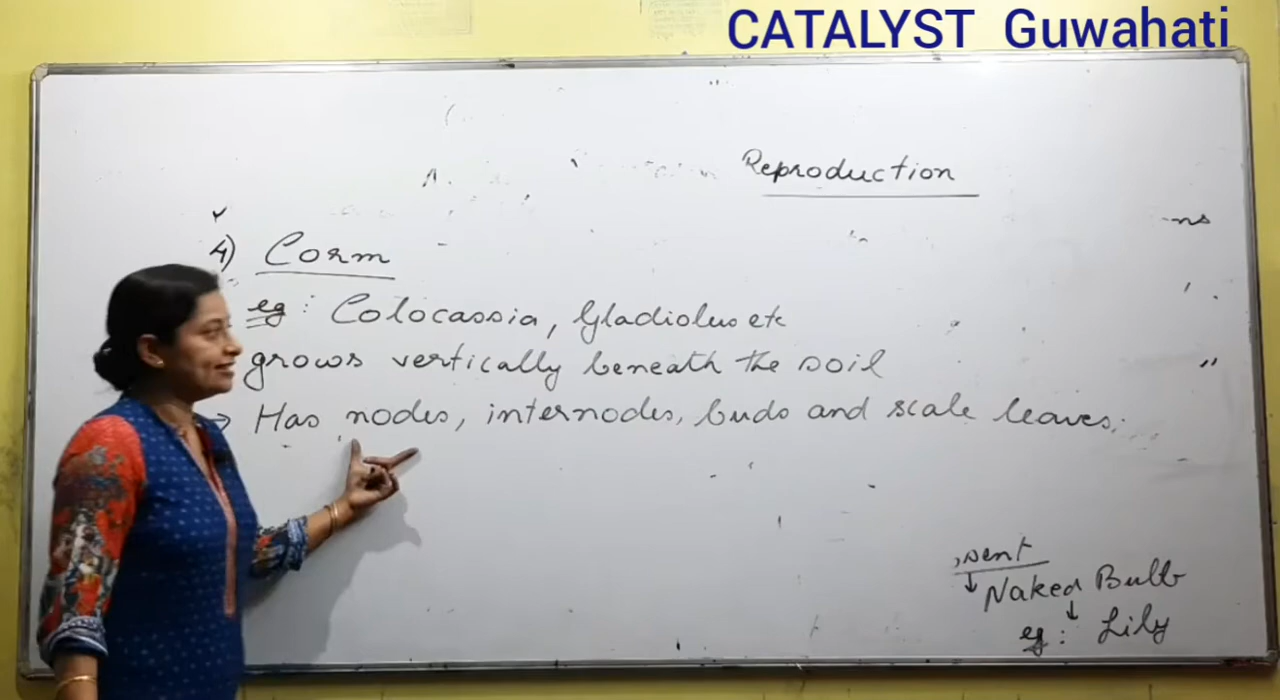 CATALYST Guwahati
Reproduction
4) Corm
eg: Colocassia, Gladiolus etc
grows vertically beneath the soil
→ Has nodes, internodes, buds and scale leaves.
Naked Bulb
eg: Lily